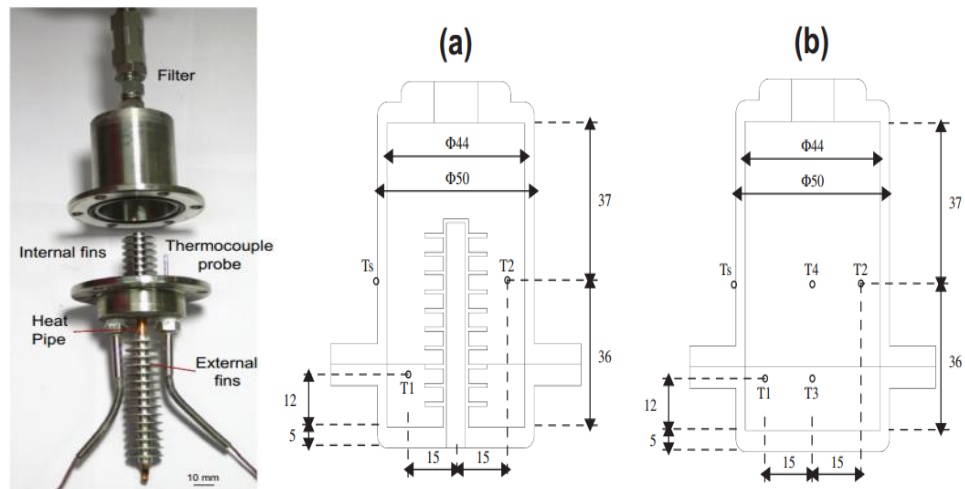 Filter
Internal fins
Thermocouple
probe
Heat
Pipe
External
fins
10 mm
(a)
Φ44
Φ50
37
Ts
T2
36
T1
12
5
15
15
(b)
Φ44
Φ50
37
Ts
T4
T2
36
T1
T3
12
5
15
15